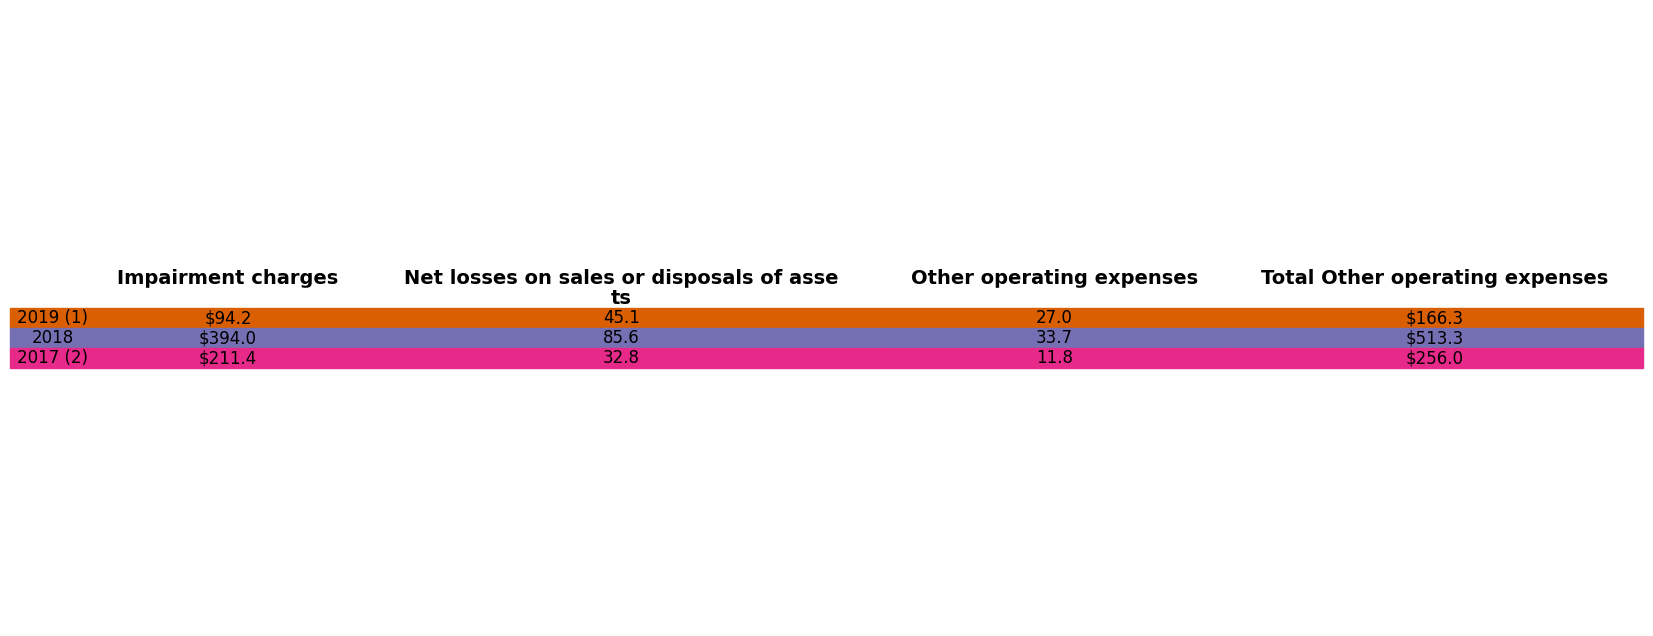 Impairment charges Net losses on sales or disposals of asse Other operating expenses Total Other operating expenses
ts
2019 (1) $94.2 45.1 27.0 $166.3
2018 $394.0 85.6 33.7 $513.3
2017 (2) $211.4 32.8 11.8 $256.0